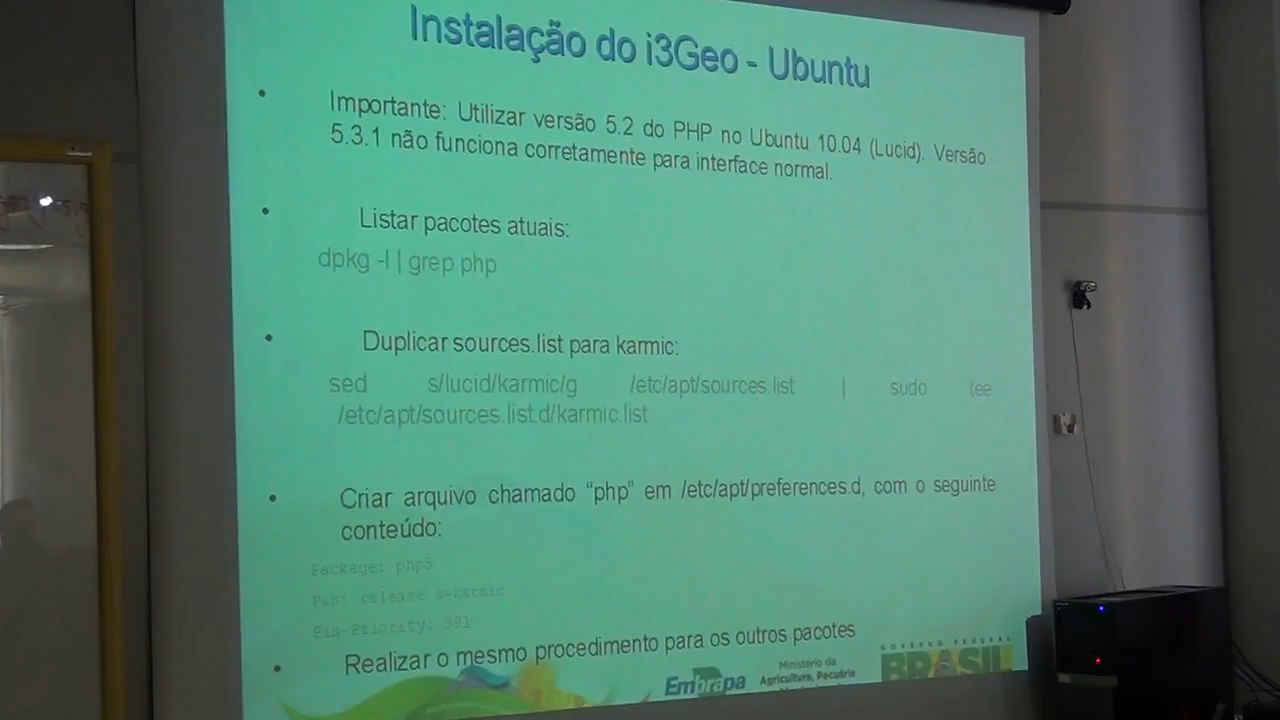 Instalação do i3Geo - Ubuntu
Importante: Utilizar versão 5.2 do PHP no Ubuntu 10.04 (Lucid). Versão
5.3.1 não funciona corretamente para interface normal.
Listar pacotes atuais:
dpkg -l | grep php
Duplicar sources.list para karmic:
sed s/lucid/karmic/g /etc/apt/sources.list | sudo tee
/etc/apt/sources.list.d/karmic.list
Criar arquivo chamado “php” em /etc/apt/preferences.d, com o seguinte
conteúdo:
Package: php5
Pin: release a=karmic
Pin-Priority: 991
Realizar o mesmo procedimento para os outros pacotes
Embrapa
Ministério da
Agricultura, Pecuária
GOVERNO FEDERAL
BRASIL